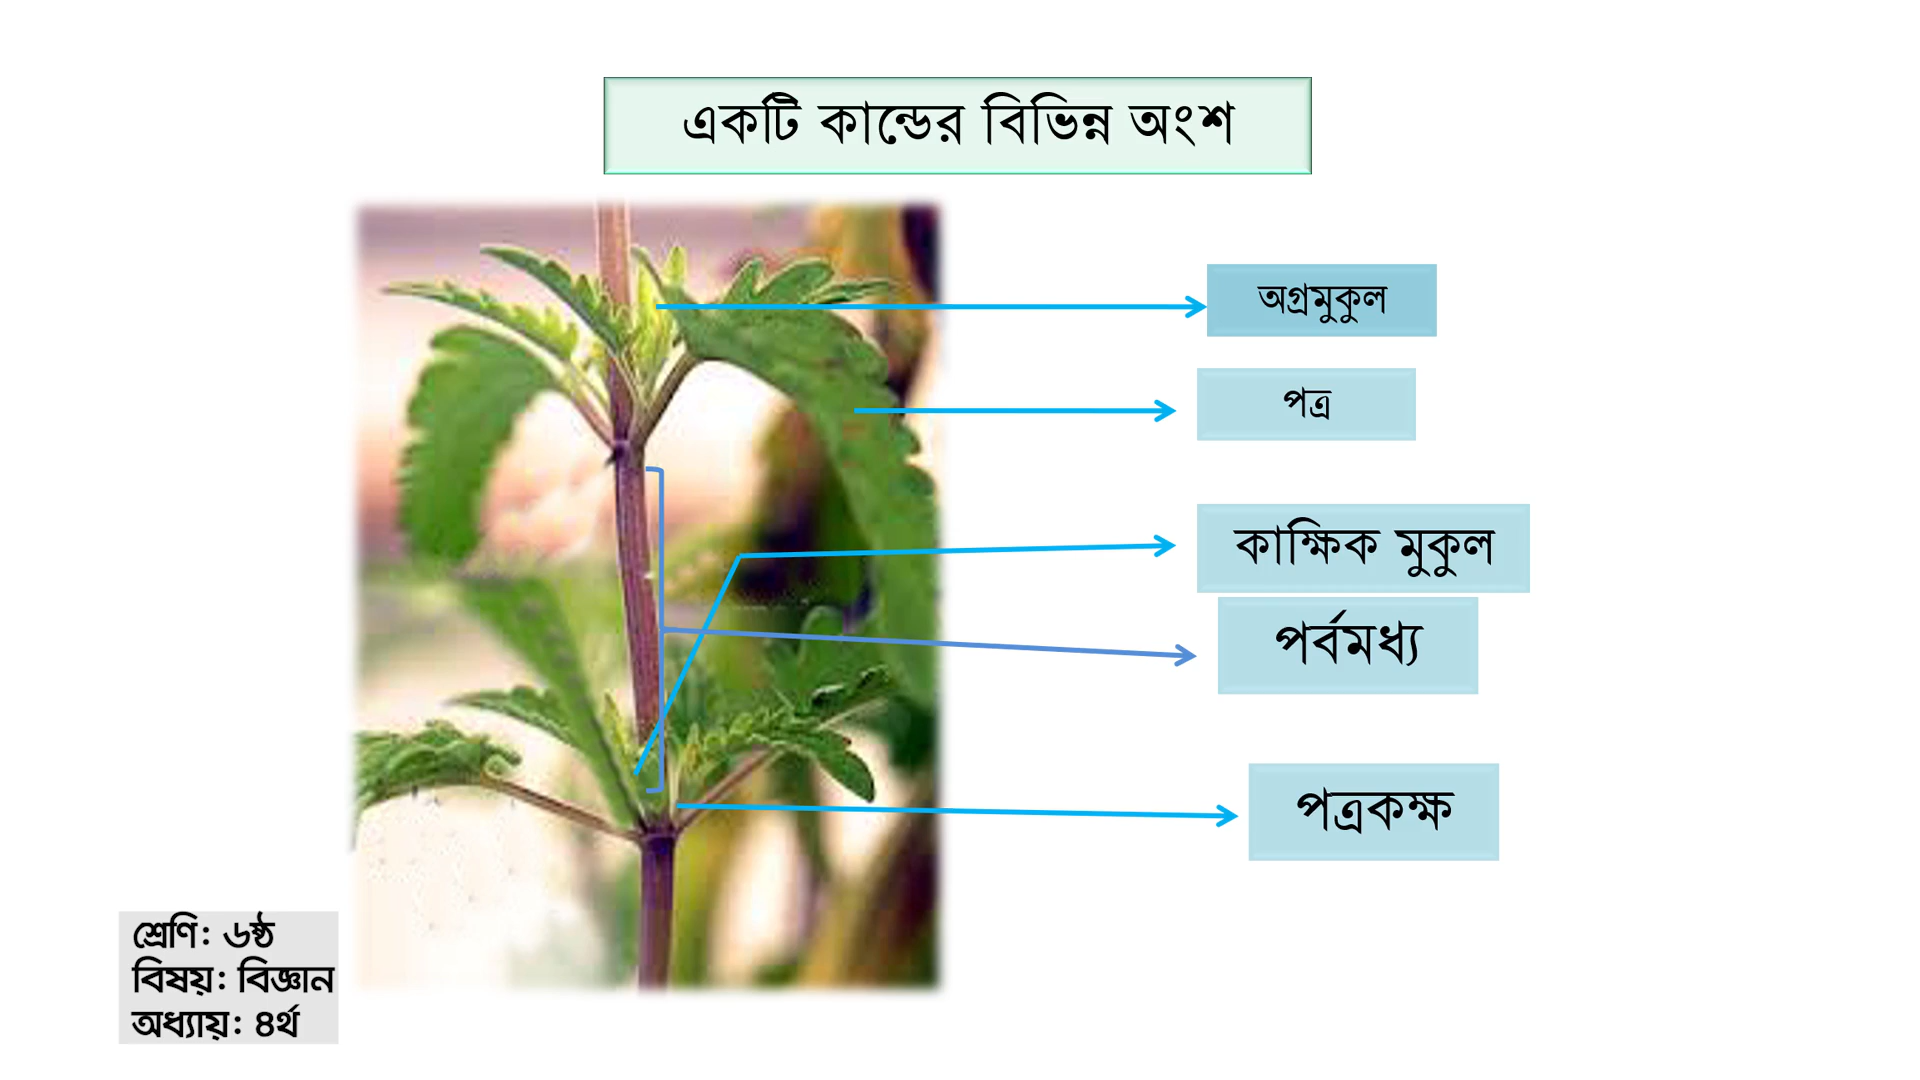 একটি কান্ডের বিভিন্ন অংশ
অগ্রমুকুল
পত্র
কাক্ষিক মুকুল
পর্বমধ্য
পত্রকক্ষ
শ্রেণি: ৬ষ্ঠ
বিষয়: বিজ্ঞান
অধ্যায়: ৪র্থ